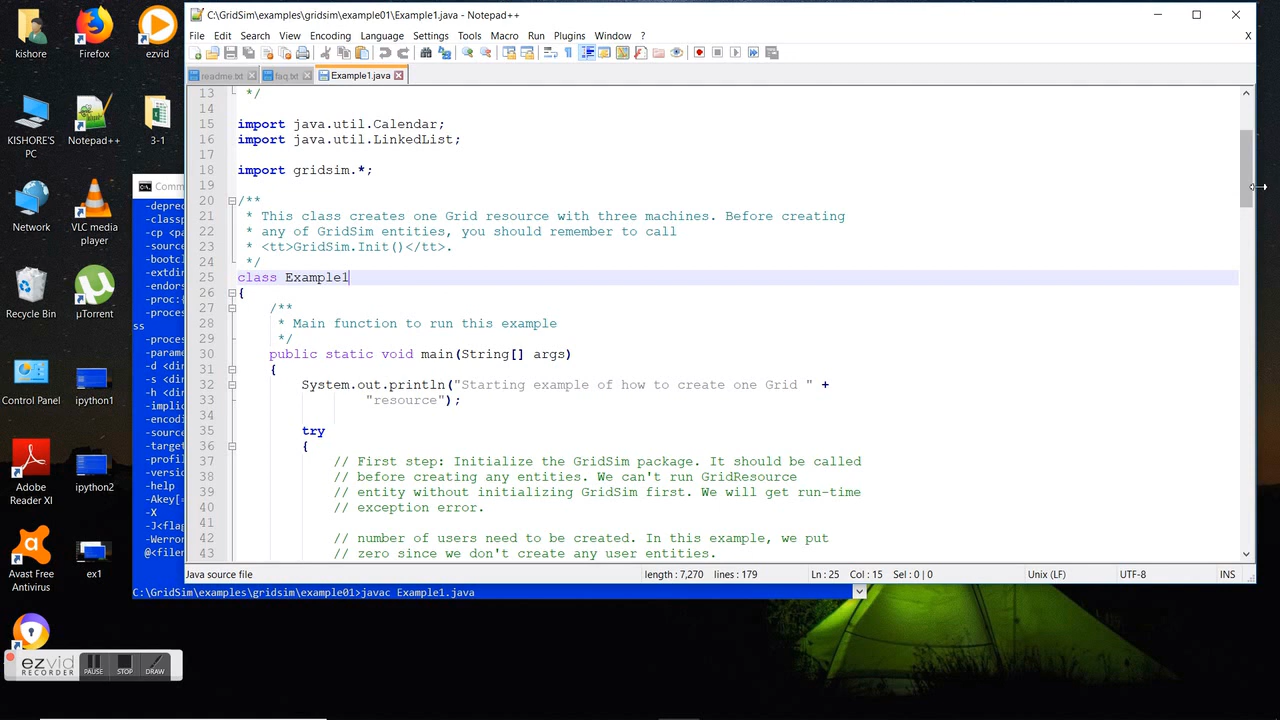 C:\GridSim\examples\gridsim\example01\Example1.java - Notepad++
File Edit Search View Encoding Language Settings Tools Macro Run Plugins Window ? X
readme.txt faq.txt Example1.java
13 */
14
15 import java.util.Calendar;
16 import java.util.LinkedList;
17
18 import gridsim.*;
19
20 /**
21 * This class creates one Grid resource with three machines. Before creating
22 * any of GridSim entities, you should remember to call
23 * <tt>GridSim.Init()</tt>.
24 */
25 class Example1
26 {
27 /**
28 * Main function to run this example
29 */
30 public static void main(String[] args)
31 {
32 System.out.println("Starting example of how to create one Grid " +
33 "resource");
34
35 try
36 {
37 // First step: Initialize the GridSim package. It should be called
38 // before creating any entities. We can't run GridResource
39 // entity without initializing GridSim first. We will get run-time
40 // exception error.
41
42 // number of users need to be created. In this example, we put
43 // zero since we don't create any user entities.
Java source file length : 7,270 lines : 179 Ln : 25 Col : 15 Sel : 0 | 0 Unix (LF) UTF-8 INS
kishore
Firefox
ezvid
KISHORE'S
PC
Notepad++
3-1
Network
VLC media
player
Recycle Bin
µTorrent
Control Panel
ipython1
Adobe
Reader XI
ipython2
Avast Free
Antivirus
ex1
Comm
-depre
-classp
-cp <pa
-source
-bootcl
-extdir
-endors
-proc:{
-proces
ss
-proces
-parame
-d <dir
-s <dir
-h <dir
-implic
-encodi
-source
-target
-profil
-versio
-help
-Akey[=
-X
-J<flag
-Werror
@<filen
C:\GridSim\examples\gridsim\example01>javac Example1.java
ezvid
RECORDER
PAUSE STOP DRAW